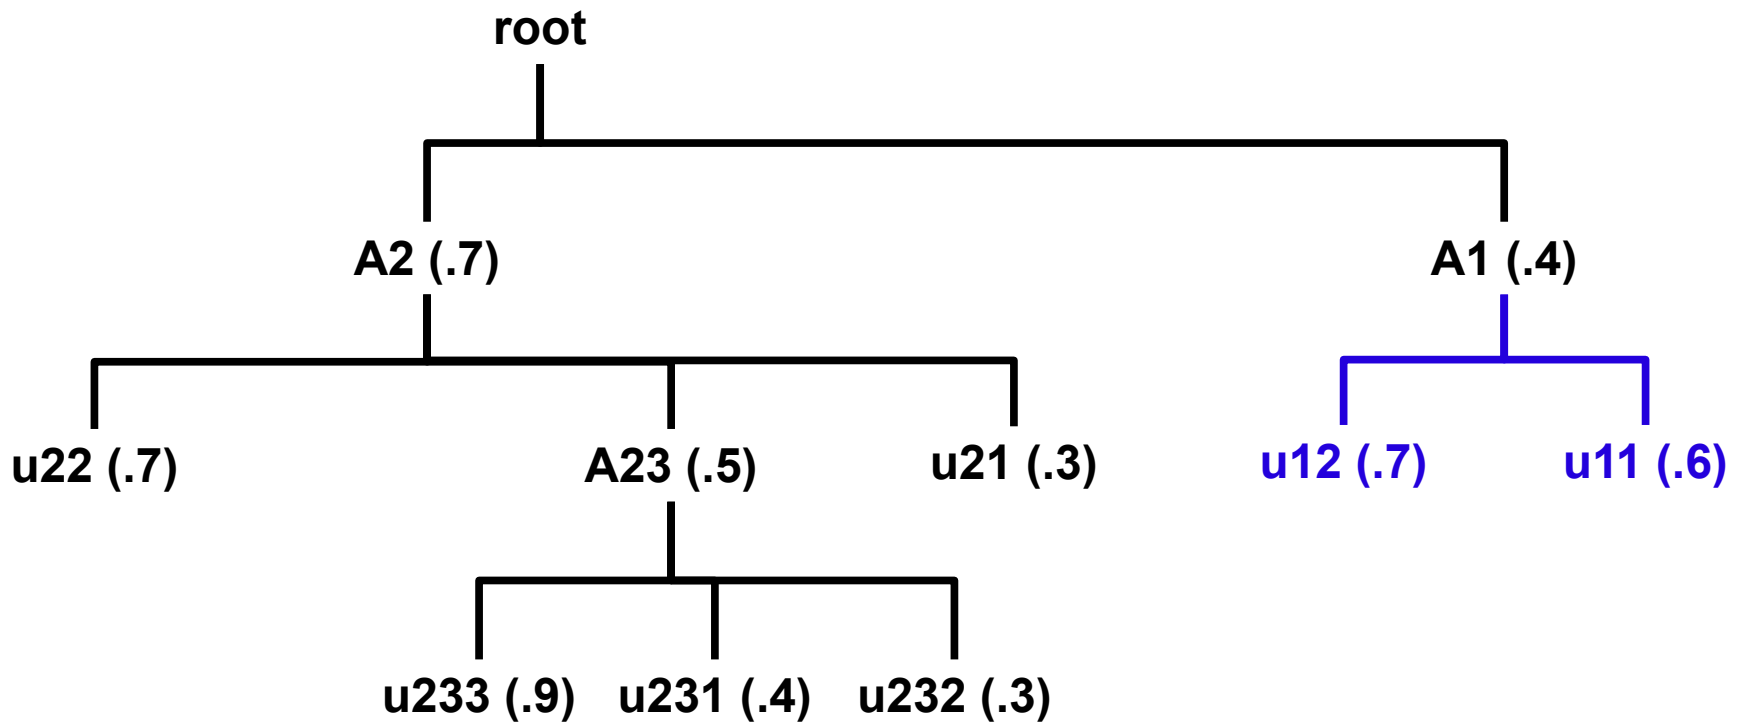 root
A2 (.7) A1 (.4)
u22 (.7) A23 (.5) u21 (.3) u12 (.7) u11 (.6)
u233 (.9) u231 (.4) u232 (.3)